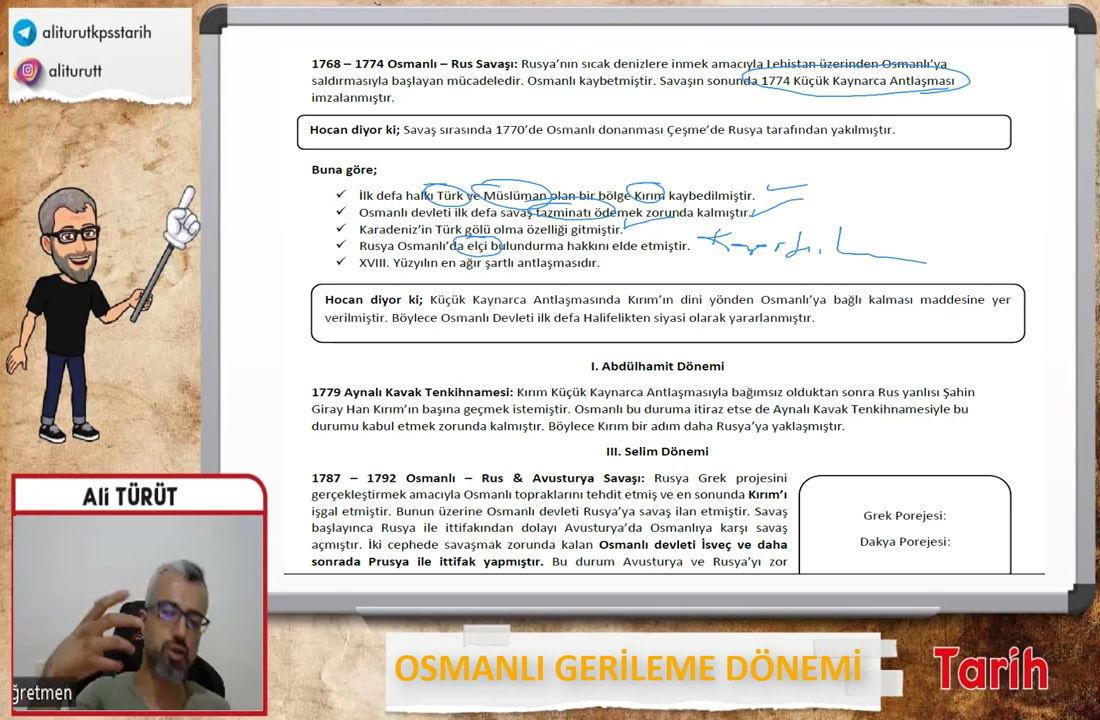 aliturutkpsstarih
aliturutt
1768 – 1774 Osmanlı – Rus Savaşı: Rusya’nın sıcak denizlere inmek amacıyla Lehistan üzerinden Osmanlı’ya
saldırmasıyla başlayan mücadeledir. Osmanlı kaybetmiştir. Savaşın sonunda 1774 Küçük Kaynarca Antlaşması
imzalanmıştır.
Hocan diyor ki; Savaş sırasında 1770’de Osmanlı donanması Çeşme’de Rusya tarafından yakılmıştır.
Buna göre;
✓ İlk defa halkı Türk ve Müslüman olan bir bölge Kırım kaybedilmiştir.
✓ Osmanlı devleti ilk defa savaş tazminatı ödemek zorunda kalmıştır.
✓ Karadeniz’in Türk gölü olma özelliği gitmiştir.
✓ Rusya Osmanlı’da elçi bulundurma hakkını elde etmiştir.
✓ XVIII. Yüzyılın en ağır şartlı antlaşmasıdır.
Hocan diyor ki; Küçük Kaynarca Antlaşmasında Kırım’ın dini yönden Osmanlı’ya bağlı kalması maddesine yer
verilmiştir. Böylece Osmanlı Devleti ilk defa Halifelikten siyasi olarak yararlanmıştır.
I. Abdülhamit Dönemi
1779 Aynalı Kavak Tenkihnamesi: Kırım Küçük Kaynarca Antlaşmasıyla bağımsız olduktan sonra Rus yanlısı Şahin
Giray Han Kırım’ın başına geçmek istemiştir. Osmanlı bu duruma itiraz etse de Aynalı Kavak Tenkihnamesiyle bu
durumu kabul etmek zorunda kalmıştır. Böylece Kırım bir adım daha Rusya’ya yaklaşmıştır.
III. Selim Dönemi
1787 – 1792 Osmanlı – Rus & Avusturya Savaşı: Rusya Grek projesini
gerçekleştirmek amacıyla Osmanlı topraklarını tehdit etmiş ve en sonunda Kırım’ı
işgal etmiştir. Bunun üzerine Osmanlı devleti Rusya’ya savaş ilan etmiştir. Savaş
başlayınca Rusya ile ittifakından dolayı Avusturya’da Osmanlıya karşı savaş
açmıştır. İki cephede savaşmak zorunda kalan Osmanlı devleti İsveç ve daha
sonrada Prusya ile ittifak yapmıştır. Bu durum Avusturya ve Rusya’yı zor
Grek Porejesi:
Dakya Porejesi:
Ali TÜRÜT
ğretmen
OSMANLI GERİLEME DÖNEMİ
Tarih